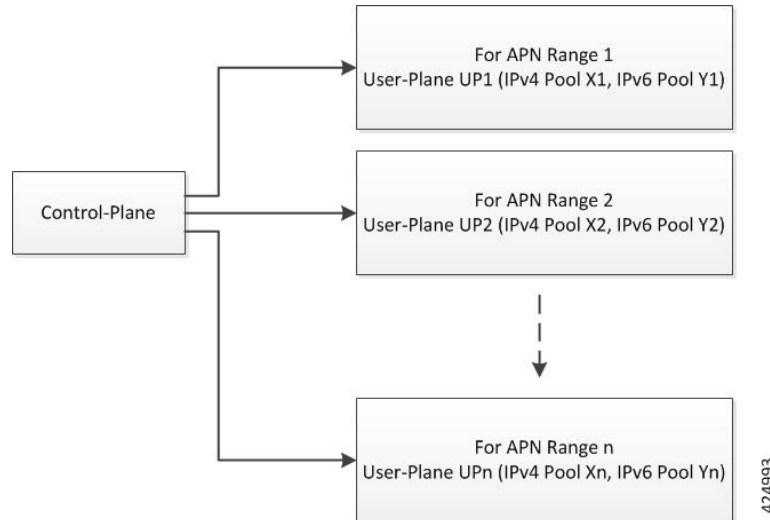 For APN Range 1
User-Plane UP1 (IPv4 Pool X1, IPv6 Pool Y1)
Control-Plane
For APN Range 2
User-Plane UP2 (IPv4 Pool X2, IPv6 Pool Y2)
For APN Range n
User-Plane UPn (IPv4 Pool Xn, IPv6 Pool Yn)
424993